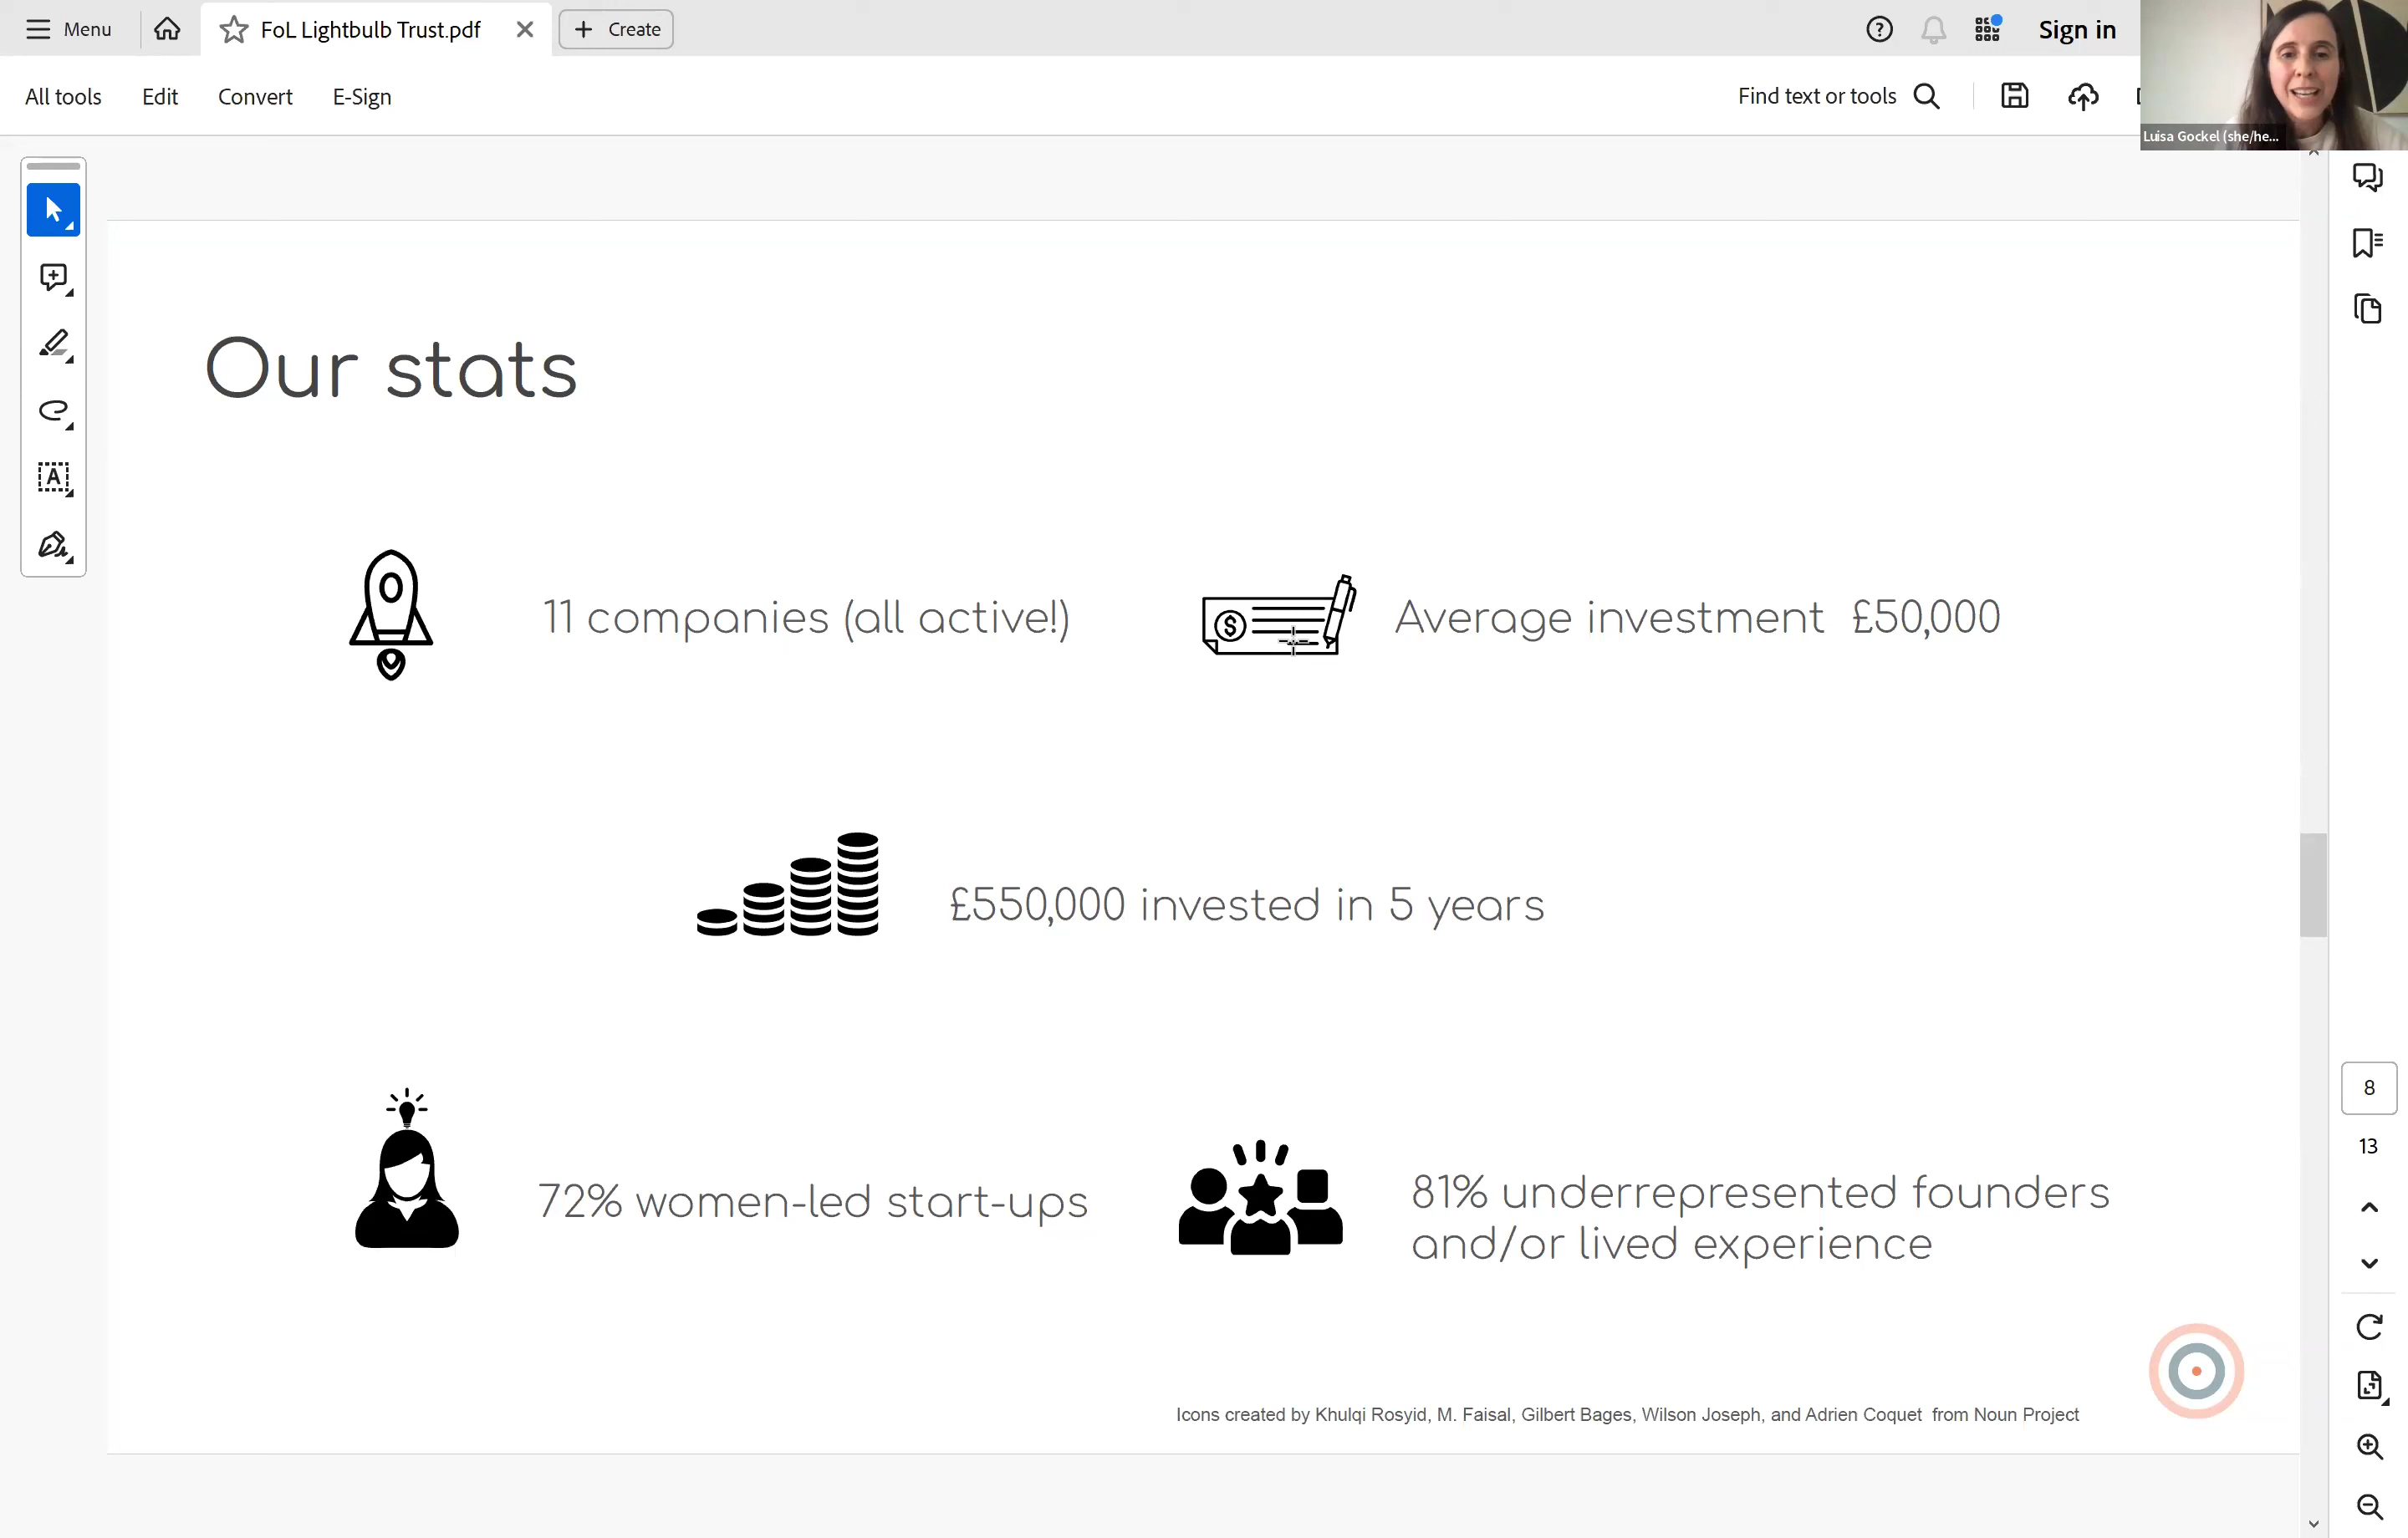 Menu
FoL Lightbulb Trust.pdf
Create
Sign in
All tools
Edit
Convert
E-Sign
Find text or tools
Luisa Gockel (she/he...
Our stats
11 companies (all active!)
Average investment £50,000
£550,000 invested in 5 years
72% women-led start-ups
81% underrepresented founders
and/or lived experience
Icons created by Khulqi Rosyid, M. Faisal, Gilbert Bages, Wilson Joseph, and Adrien Coquet from Noun Project
8
13